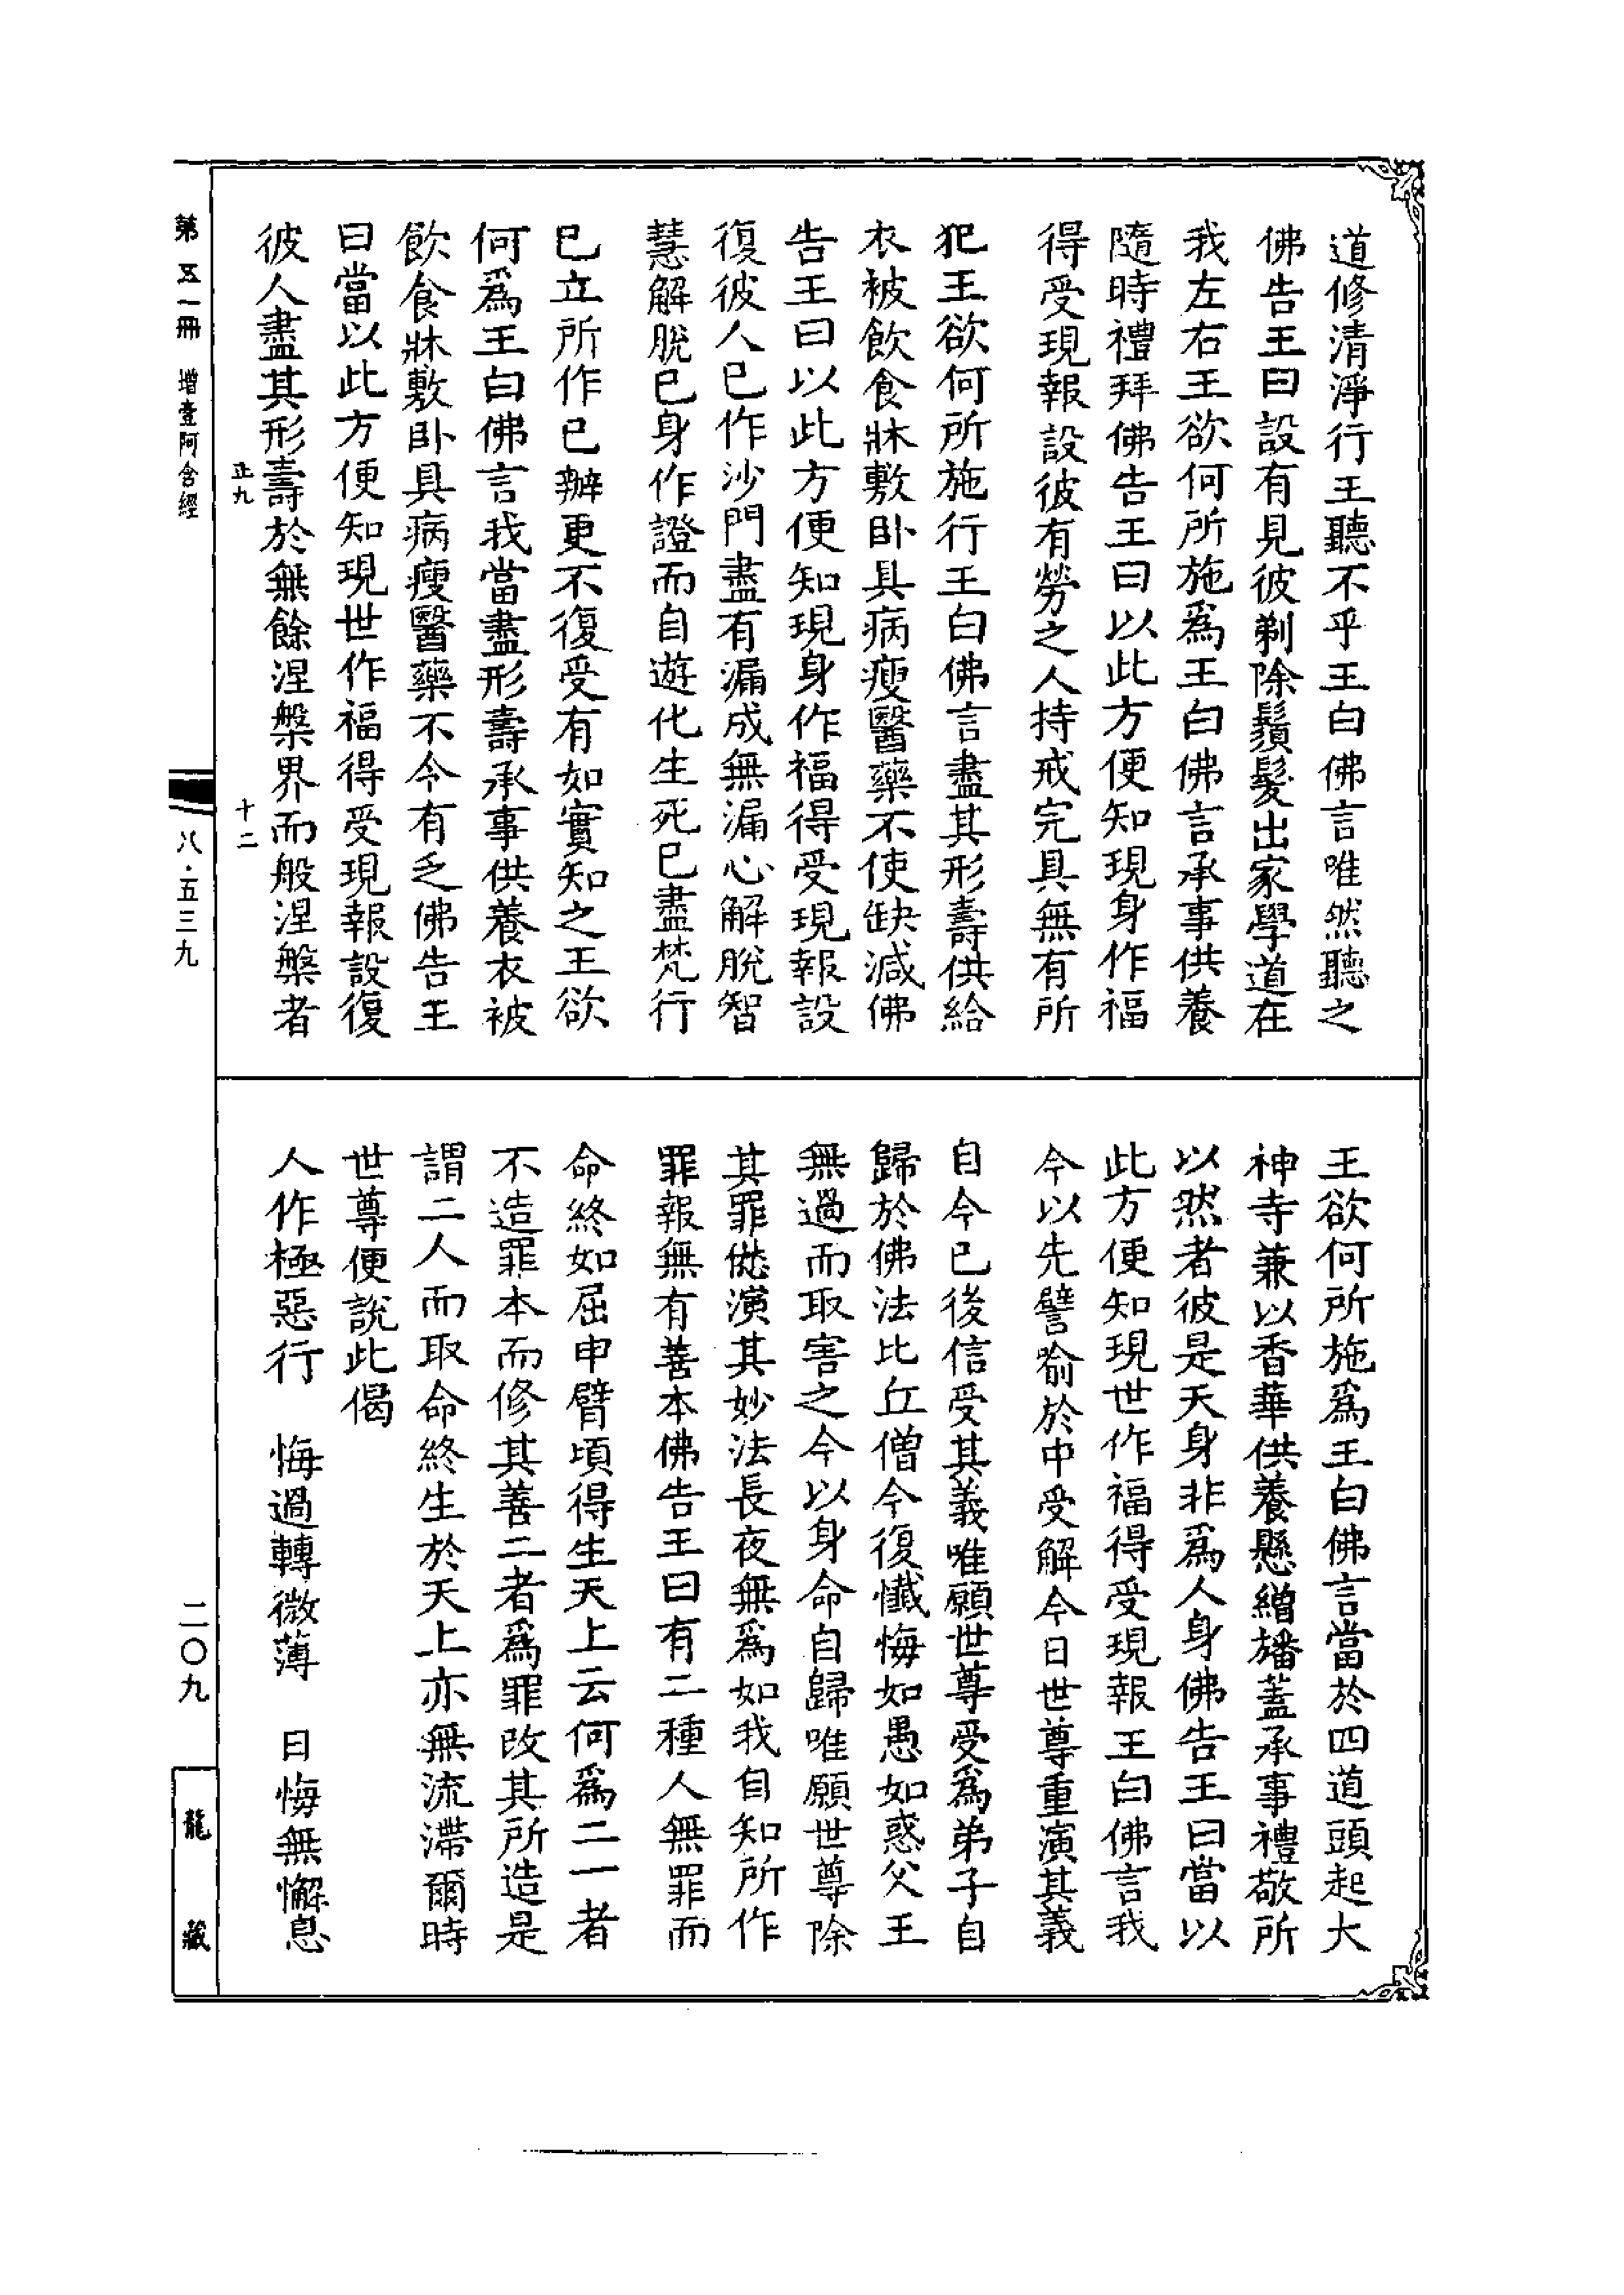 道修清淨行王聽不乎王白佛言唯然聽之
佛告王曰設有見彼剃除鬚髮出家學道在
我左右王欲何所施爲王白佛言承事供養
隨時禮拜佛告王曰以此方便知現身作福
得受現報設彼有勞之人持戒完具無有所
犯王欲何所施行王白佛言盡其形壽供給
衣被飲食牀敷卧具病瘦醫藥不使缺減佛
告王曰以此方便知現身作福得受現報設
復彼人已作沙門盡有漏成無漏心解脫智
慧解脫已身作證而自遊化生死已盡梵行
已立所作已辦更不復受有如實知之王欲
何爲王白佛言我當盡形壽承事供養衣被
飲食牀敷卧具病瘦醫藥不令有乏佛告王
曰當以此方便知現世作福得受現報設復
彼人盡其形壽於無餘涅槃界而般涅槃者
王欲何所施爲王白佛言當於四道頭起大
神寺兼以香華供養懸繒旛蓋承事禮敬所
以然者彼是天身非爲人身佛告王曰當以
此方便知現世作福得受現報王白佛言我
今以先譬喻於中受解今日世尊重演其義
自今已後信受其義唯願世尊受爲弟子自
歸於佛法比丘僧今復懺悔如愚如惑父王
無過而取害之今以身命自歸唯願世尊除
其罪愆演其妙法長夜無爲如我自知所作
罪報無有善本佛告王曰有二種人無罪而
命終如屈申臂頃得生天上云何爲二一者
不造罪本而修其善二者爲罪改其所造是
謂二人而取命終生於天上亦無流滯爾時
世尊便說此偈
人作極惡行　悔過轉微薄　日悔無懈息
正九　十二
第五一冊　增壹阿含經　八・五三九　二〇九　龍藏